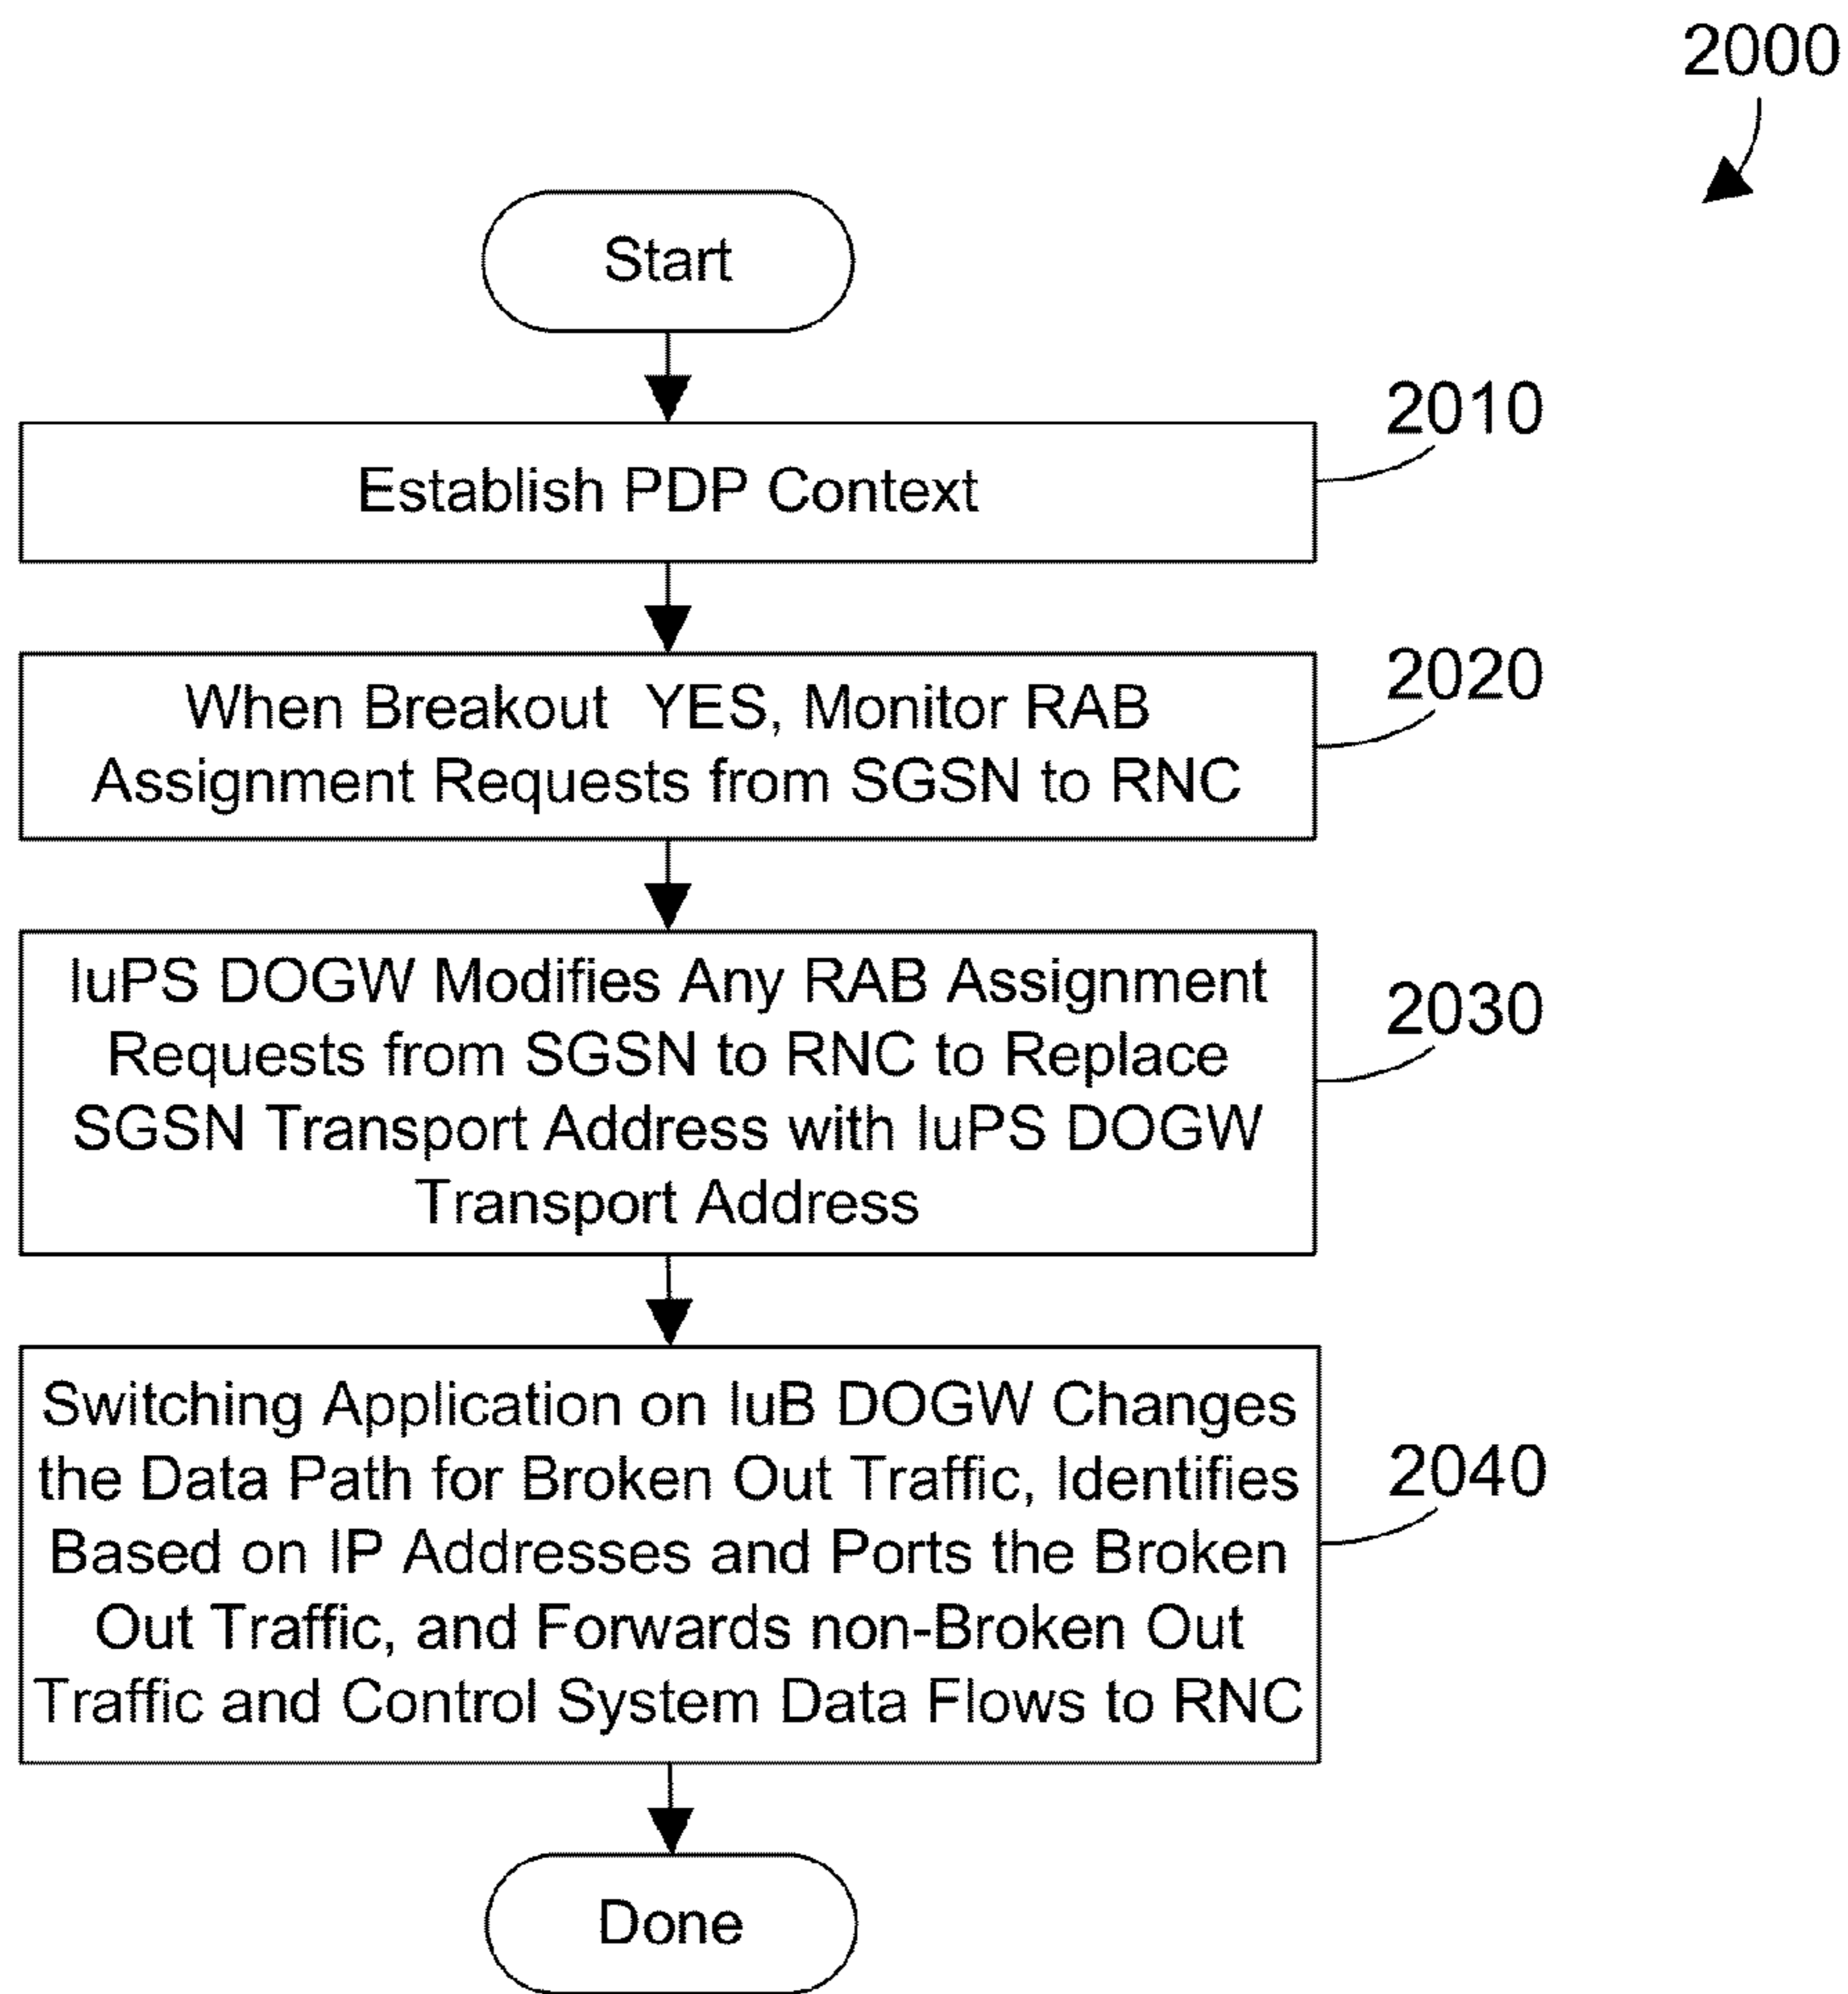 2000
Start
2010
Establish PDP Context
2020
When Breakout YES, Monitor RAB
Assignment Requests from SGSN to RNC
2030
IuPS DOGW Modifies Any RAB Assignment
Requests from SGSN to RNC to Replace
SGSN Transport Address with IuPS DOGW
Transport Address
2040
Switching Application on IuB DOGW Changes
the Data Path for Broken Out Traffic, Identifies
Based on IP Addresses and Ports the Broken
Out Traffic, and Forwards non-Broken Out
Traffic and Control System Data Flows to RNC
Done